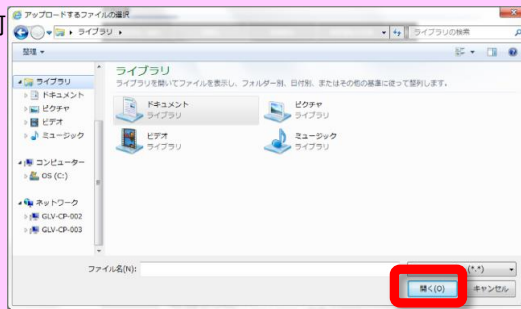 アップロードするファイルの選択
ライブラリ
ライブラリの検索
整理
ライブラリ
ライブラリを開いてファイルを表示し、フォルダー別、日付別、またはその他の基準に従って整列します。
ライブラリ
ドキュメント
ピクチャ
ビデオ
ミュージック
コンピューター
OS (C:)
ネットワーク
GLV-CP-002
GLV-CP-003
ドキュメント
ライブラリ
ピクチャ
ライブラリ
ビデオ
ライブラリ
ミュージック
ライブラリ
ファイル名(N):
(*.*)
開く(O)
キャンセル